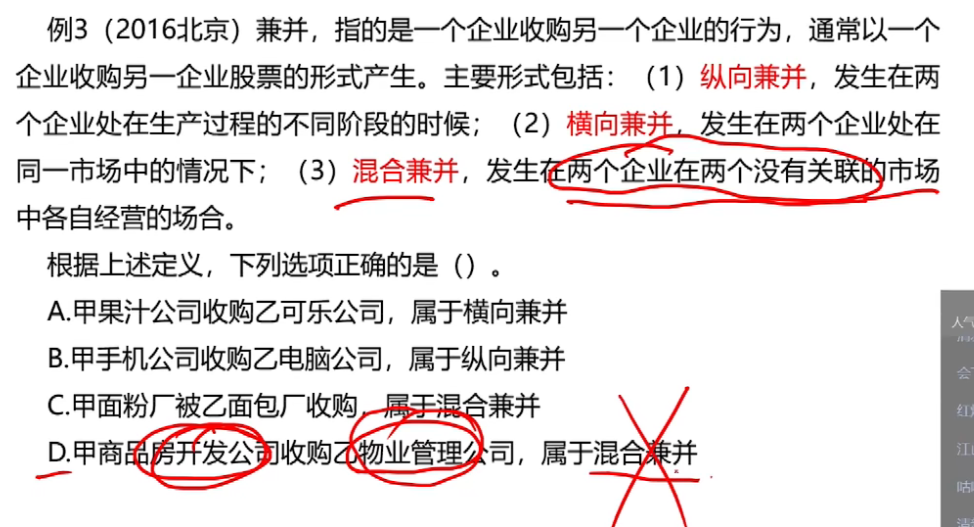 例3（2016北京）兼并，指的是一个企业收购另一个企业的行为，通常以一个
企业收购另一企业股票的形式产生。主要形式包括：（1）纵向兼并，发生在两
个企业处在生产过程的不同阶段的时候；（2）横向兼并，发生在两个企业处在
同一市场中的情况下；（3）混合兼并，发生在两个企业在两个没有关联的市场
中各自经营的场合。
根据上述定义，下列选项正确的是（）。
A.甲果汁公司收购乙可乐公司，属于横向兼并
B.甲手机公司收购乙电脑公司，属于纵向兼并
C.甲面粉厂被乙面包厂收购，属于混合兼并
D.甲商品房开发公司收购乙物业管理公司，属于混合兼并
人气
会
红
江
咕